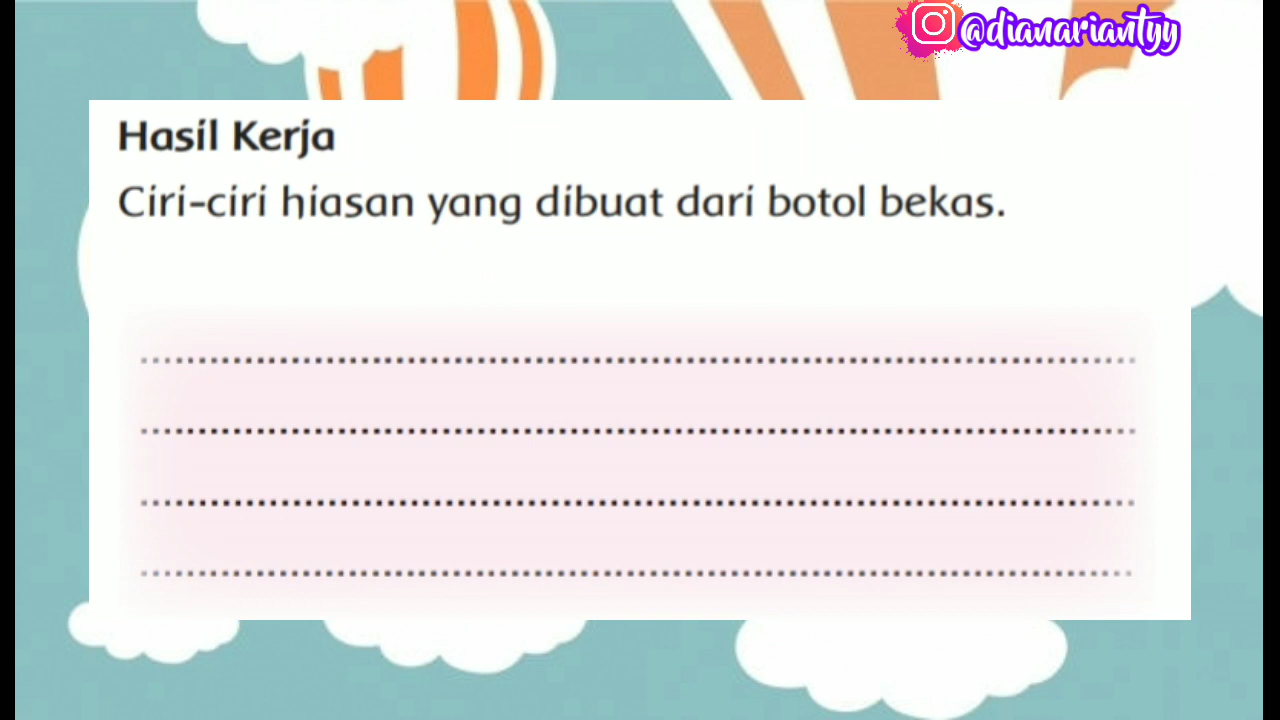 @dianariantyy
Hasil Kerja
Ciri-ciri hiasan yang dibuat dari botol bekas.